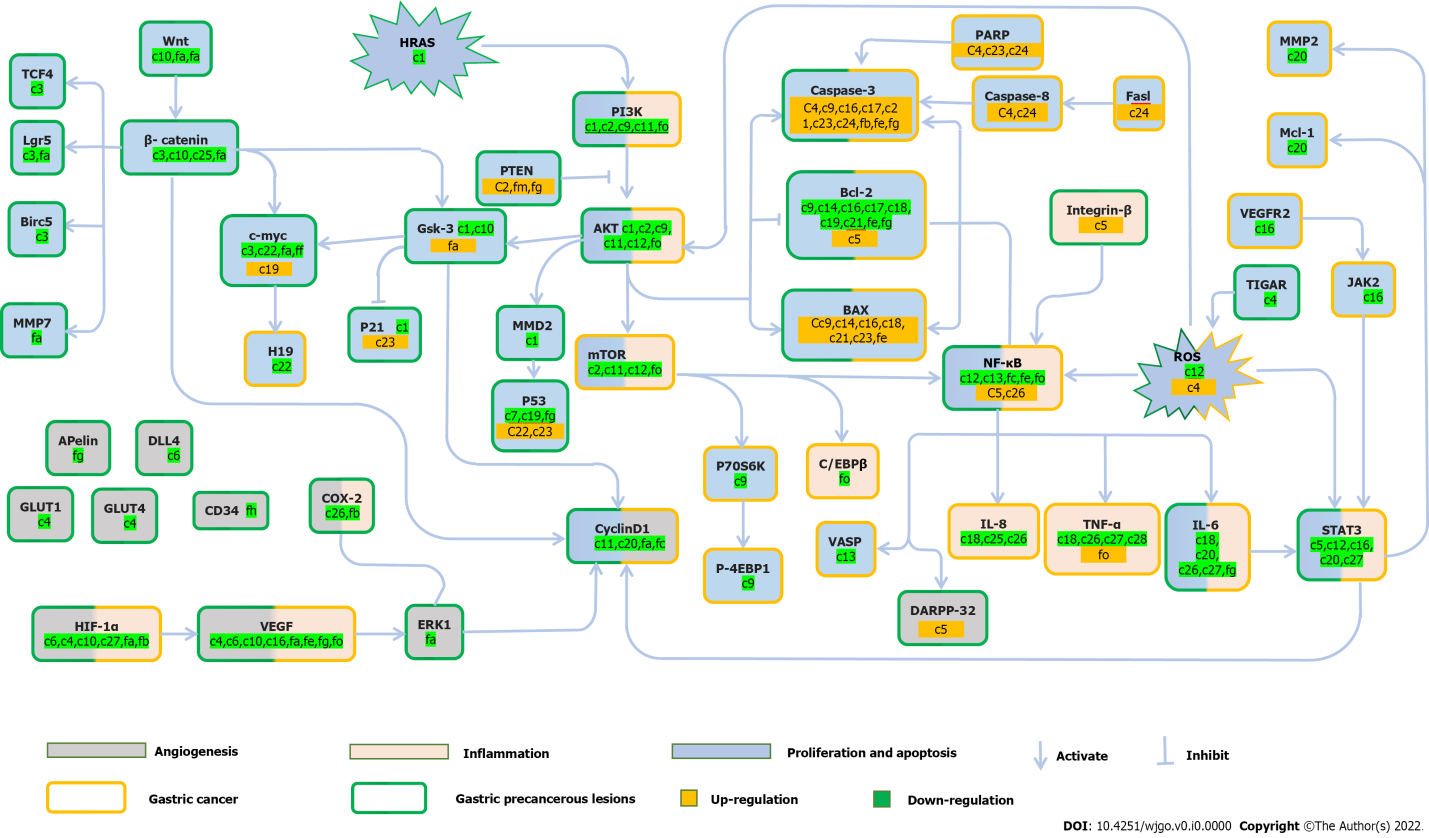 Wnt
c10,fa,fa
HRAS
c1
PARP
C4,c23,c24
MMP2
c20
TCF4
c3
PI3K
c1,c2,c9,c11,fo
Caspase-3
C4,c9,c16,c17,c2
1,c23,c24,fb,fe,fg
Caspase-8
C4,c24
Fasl
c24
Lgr5
c3,fa
β- catenin
c3,c10,c25,fa
Mcl-1
c20
PTEN
C2,fm,fg
Bcl-2
c9,c14,c16,c17,c18,
c19,c21,fe,fg
c5
Integrin-β
c5
VEGFR2
c16
Birc5
c3
c-myc
c3,c22,fa,ff
c19
Gsk-3 c1,c10
fa
AKT c1,c2,c9,
c11,c12,fo
TIGAR
c4
JAK2
c16
MMP7
fa
P21 c1
c23
MMD2
c1
BAX
Cc9,c14,c16,c18,
c21,c23,fe
H19
c22
mTOR
c2,c11,c12,fo
NF-κB
c12,c13,fc,fe,fo
C5,c26
ROS
c12
c4
P53
c7,c19,fg
C22,c23
APelin
fg
DLL4
c6
P70S6K
c9
C/EBPβ
fo
GLUT1
c4
GLUT4
c4
CD34 fh
COX-2
c26,fb
CyclinD1
c11,c20,fa,fc
VASP
c13
IL-8
c18,c25,c26
TNF-α
c18,c26,c27,c28
fo
IL-6
c18,
c20,
c26,c27,fg
STAT3
c5,c12,c16,
c20,c27
P-4EBP1
c9
DARPP-32
c5
HIF-1α
c6,c4,c10,c27,fa,fb
VEGF
c4,c6,c10,c16,fa,fe,fg,fo
ERK1
fa
Angiogenesis
Inflammation
Proliferation and apoptosis
Activate
Inhibit
Gastric cancer
Gastric precancerous lesions
Up-regulation
Down-regulation
DOI: 10.4251/wjgo.v0.i0.0000 Copyright ©The Author(s) 2022.